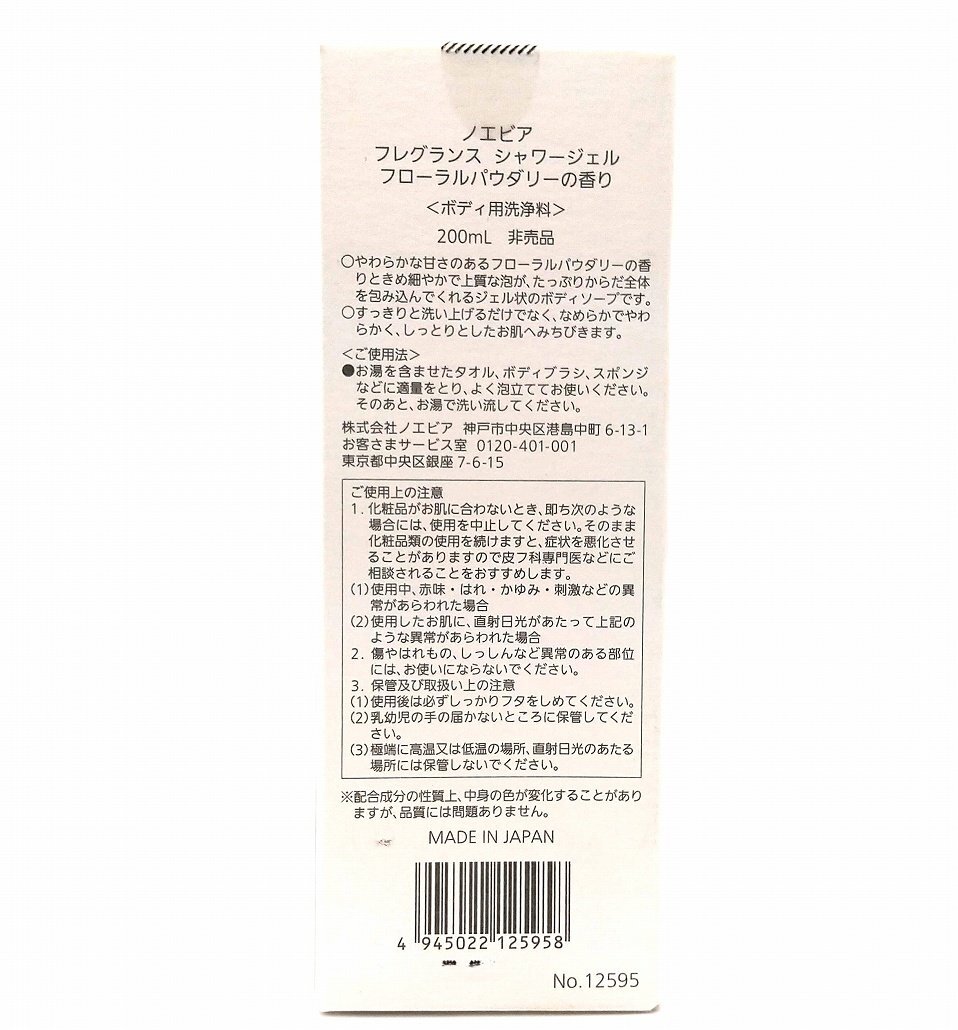 ノエビア
フレグランス シャワージェル
フローラルパウダリーの香り
＜ボディ用洗浄料＞
200mL 非売品
○やわらかな甘さのあるフローラルパウダリーの香
りときめ細やかで上質な泡が、たっぷりからだ全体
を包み込んでくれるジェル状のボディソープです。
○すっきりと洗い上げるだけでなく、なめらかでやわ
らかく、しっとりとしたお肌へみちびきます。
＜ご使用法＞
●お湯を含ませたタオル、ボディブラシ、スポンジ
などに適量をとり、よく泡立ててお使いください。
そのあと、お湯で洗い流してください。
株式会社ノエビア 神戸市中央区港島中町 6-13-1
お客さまサービス室 0120-401-001
東京都中央区銀座 7-6-15
ご使用上の注意
1. 化粧品がお肌に合わないとき、即ち次のような
場合には、使用を中止してください。そのまま
化粧品類の使用を続けますと、症状を悪化させ
ることがありますので皮フ科専門医などにご
相談されることをおすすめします。
(1)使用中、赤味・はれ・かゆみ・刺激などの異
常があらわれた場合
(2)使用したお肌に、直射日光があたって上記の
ような異常があらわれた場合
2. 傷やはれもの、しっしんなど異常のある部位
には、お使いにならないでください。
3. 保管及び取扱い上の注意
(1)使用後は必ずしっかりフタをしめてください。
(2)乳幼児の手の届かないところに保管してくだ
さい。
(3)極端に高温又は低温の場所、直射日光のあたる
場所には保管しないでください。
※配合成分の性質上、中身の色が変化することがあり
ますが、品質には問題ありません。
MADE IN JAPAN
4 945022 125958
No.12595